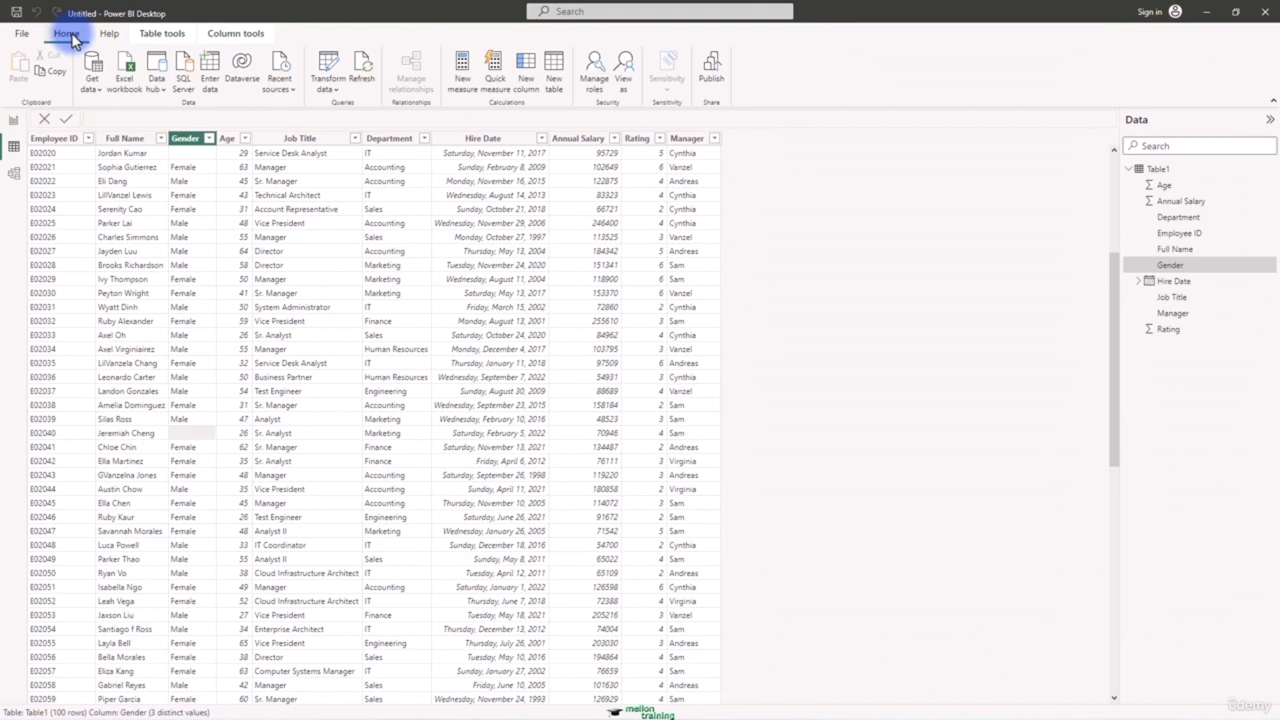 Untitled - Power BI Desktop
Search
Sign in
File Home Help Table tools Column tools
Paste
Cut
Copy
Get data
Excel workbook
Data hub
SQL Server
Enter data
Dataverse
Recent sources
Transform data
Refresh
Manage relationships
New measure
Quick measure
New column
New table
Manage roles
View as
Sensitivity
Publish
Clipboard Data Queries Relationships Calculations Security Sensitivity Share
Employee ID Full Name Gender Age Job Title Department Hire Date Annual Salary Rating Manager
E02020 Jordan Kumar 29 Service Desk Analyst IT Saturday, November 11, 2017 95729 5 Cynthia
E02021 Sophia Gutierrez Female 63 Manager Accounting Sunday, February 8, 2009 102649 6 Vanzel
E02022 Eli Dang Male 45 Sr. Manager Accounting Monday, November 16, 2015 122875 4 Andreas
E02023 LilVanzel Lewis Female 43 Technical Architect IT Wednesday, August 14, 2013 83323 4 Cynthia
E02024 Serenity Cao Female 31 Account Representative Sales Sunday, October 21, 2018 66721 2 Cynthia
E02025 Parker Lai Male 48 Vice President Accounting Wednesday, November 29, 2006 246400 4 Cynthia
E02026 Charles Simmons Male 55 Manager Sales Monday, October 27, 1997 113525 3 Vanzel
E02027 Jayden Luu Male 64 Director Accounting Thursday, May 13, 2004 184342 5 Andreas
E02028 Brooks Richardson Male 58 Director Marketing Tuesday, November 24, 2020 151341 6 Sam
E02029 Ivy Thompson Female 50 Manager Marketing Wednesday, August 11, 2004 118900 6 Sam
E02030 Peyton Wright Female 41 Sr. Manager Marketing Saturday, May 13, 2017 153370 6 Vanzel
E02031 Wyatt Dinh Male 50 System Administrator IT Friday, March 15, 2002 72860 2 Cynthia
E02032 Ruby Alexander Female 59 Vice President Finance Monday, August 13, 2001 255610 3 Sam
E02033 Axel Oh Male 26 Sr. Analyst Sales Saturday, October 24, 2020 84962 4 Cynthia
E02034 Axel Virginiairez Male 55 Manager Human Resources Monday, December 4, 2017 103795 3 Vanzel
E02035 LilVanzela Chang Female 32 Service Desk Analyst IT Thursday, January 11, 2018 97509 6 Andreas
E02036 Leonardo Carter Male 50 Business Partner Human Resources Wednesday, September 7, 2022 54931 3 Cynthia
E02037 Landon Gonzales Male 54 Test Engineer Engineering Sunday, August 30, 2009 88689 4 Vanzel
E02038 Amelia Dominguez Female 31 Sr. Manager Accounting Wednesday, September 23, 2015 158184 2 Sam
E02039 Silas Ross Male 47 Analyst Accounting Wednesday, February 10, 2016 48523 3 Sam
E02040 Jeremiah Cheng 26 Sr. Analyst Marketing Saturday, February 5, 2022 70946 4 Sam
E02041 Chloe Chin Female 62 Sr. Manager Finance Saturday, November 13, 2021 134487 2 Andreas
E02042 Ella Martinez Female 35 Sr. Analyst Finance Friday, April 6, 2012 76111 3 Virginia
E02043 GVanzelna Jones Female 48 Manager Accounting Saturday, September 26, 1998 119220 3 Andreas
E02044 Austin Chow Male 35 Vice President Finance Sunday, April 11, 2021 180858 2 Virginia
E02045 Ella Chen Female 45 Manager Accounting Thursday, November 10, 2005 114072 3 Sam
E02046 Ruby Kaur Female 26 Test Engineer Engineering Saturday, June 26, 2021 91672 2 Sam
E02047 Savannah Morales Female 48 Analyst II Marketing Wednesday, January 26, 2005 71542 5 Sam
E02048 Luca Powell Male 33 IT Coordinator IT Sunday, December 18, 2016 54700 2 Cynthia
E02049 Parker Thao Male 55 Analyst II Sales Sunday, May 8, 2011 65022 4 Sam
E02050 Ryan Vo Male 38 Cloud Infrastructure Architect IT Tuesday, April 12, 2011 65109 2 Andreas
E02051 Isabella Ngo Female 49 Manager Accounting Saturday, January 1, 2022 126598 6 Cynthia
E02052 Leah Vega Female 52 Cloud Infrastructure Architect IT Thursday, June 7, 2018 72388 4 Virginia
E02053 Jaxson Liu Male 27 Vice President Finance Tuesday, May 18, 2021 205216 3 Vanzel
E02054 Santiago f Ross Male 34 Enterprise Architect IT Thursday, December 13, 2012 74004 4 Sam
E02055 Layla Bell Female 65 Vice President Engineering Thursday, July 26, 2001 203030 3 Andreas
E02056 Bella Morales Female 38 Director Sales Tuesday, May 10, 2016 194864 4 Sam
E02057 Eliza Kang Female 63 Computer Systems Manager IT Sunday, January 27, 2002 76659 4 Sam
E02058 Gabriel Reyes Male 42 Manager Sales Friday, June 10, 2005 101630 4 Andreas
E02059 Piper Garcia Female 60 Sr. Manager Sales Wednesday, November 24, 1993 126929 4 Sam
Data
Search
Table1
Age
Annual Salary
Department
Employee ID
Full Name
Gender
Hire Date
Job Title
Manager
Rating
Table: Table1 (100 rows) Column: Gender (3 distinct values)
mellon
training
ûdemy